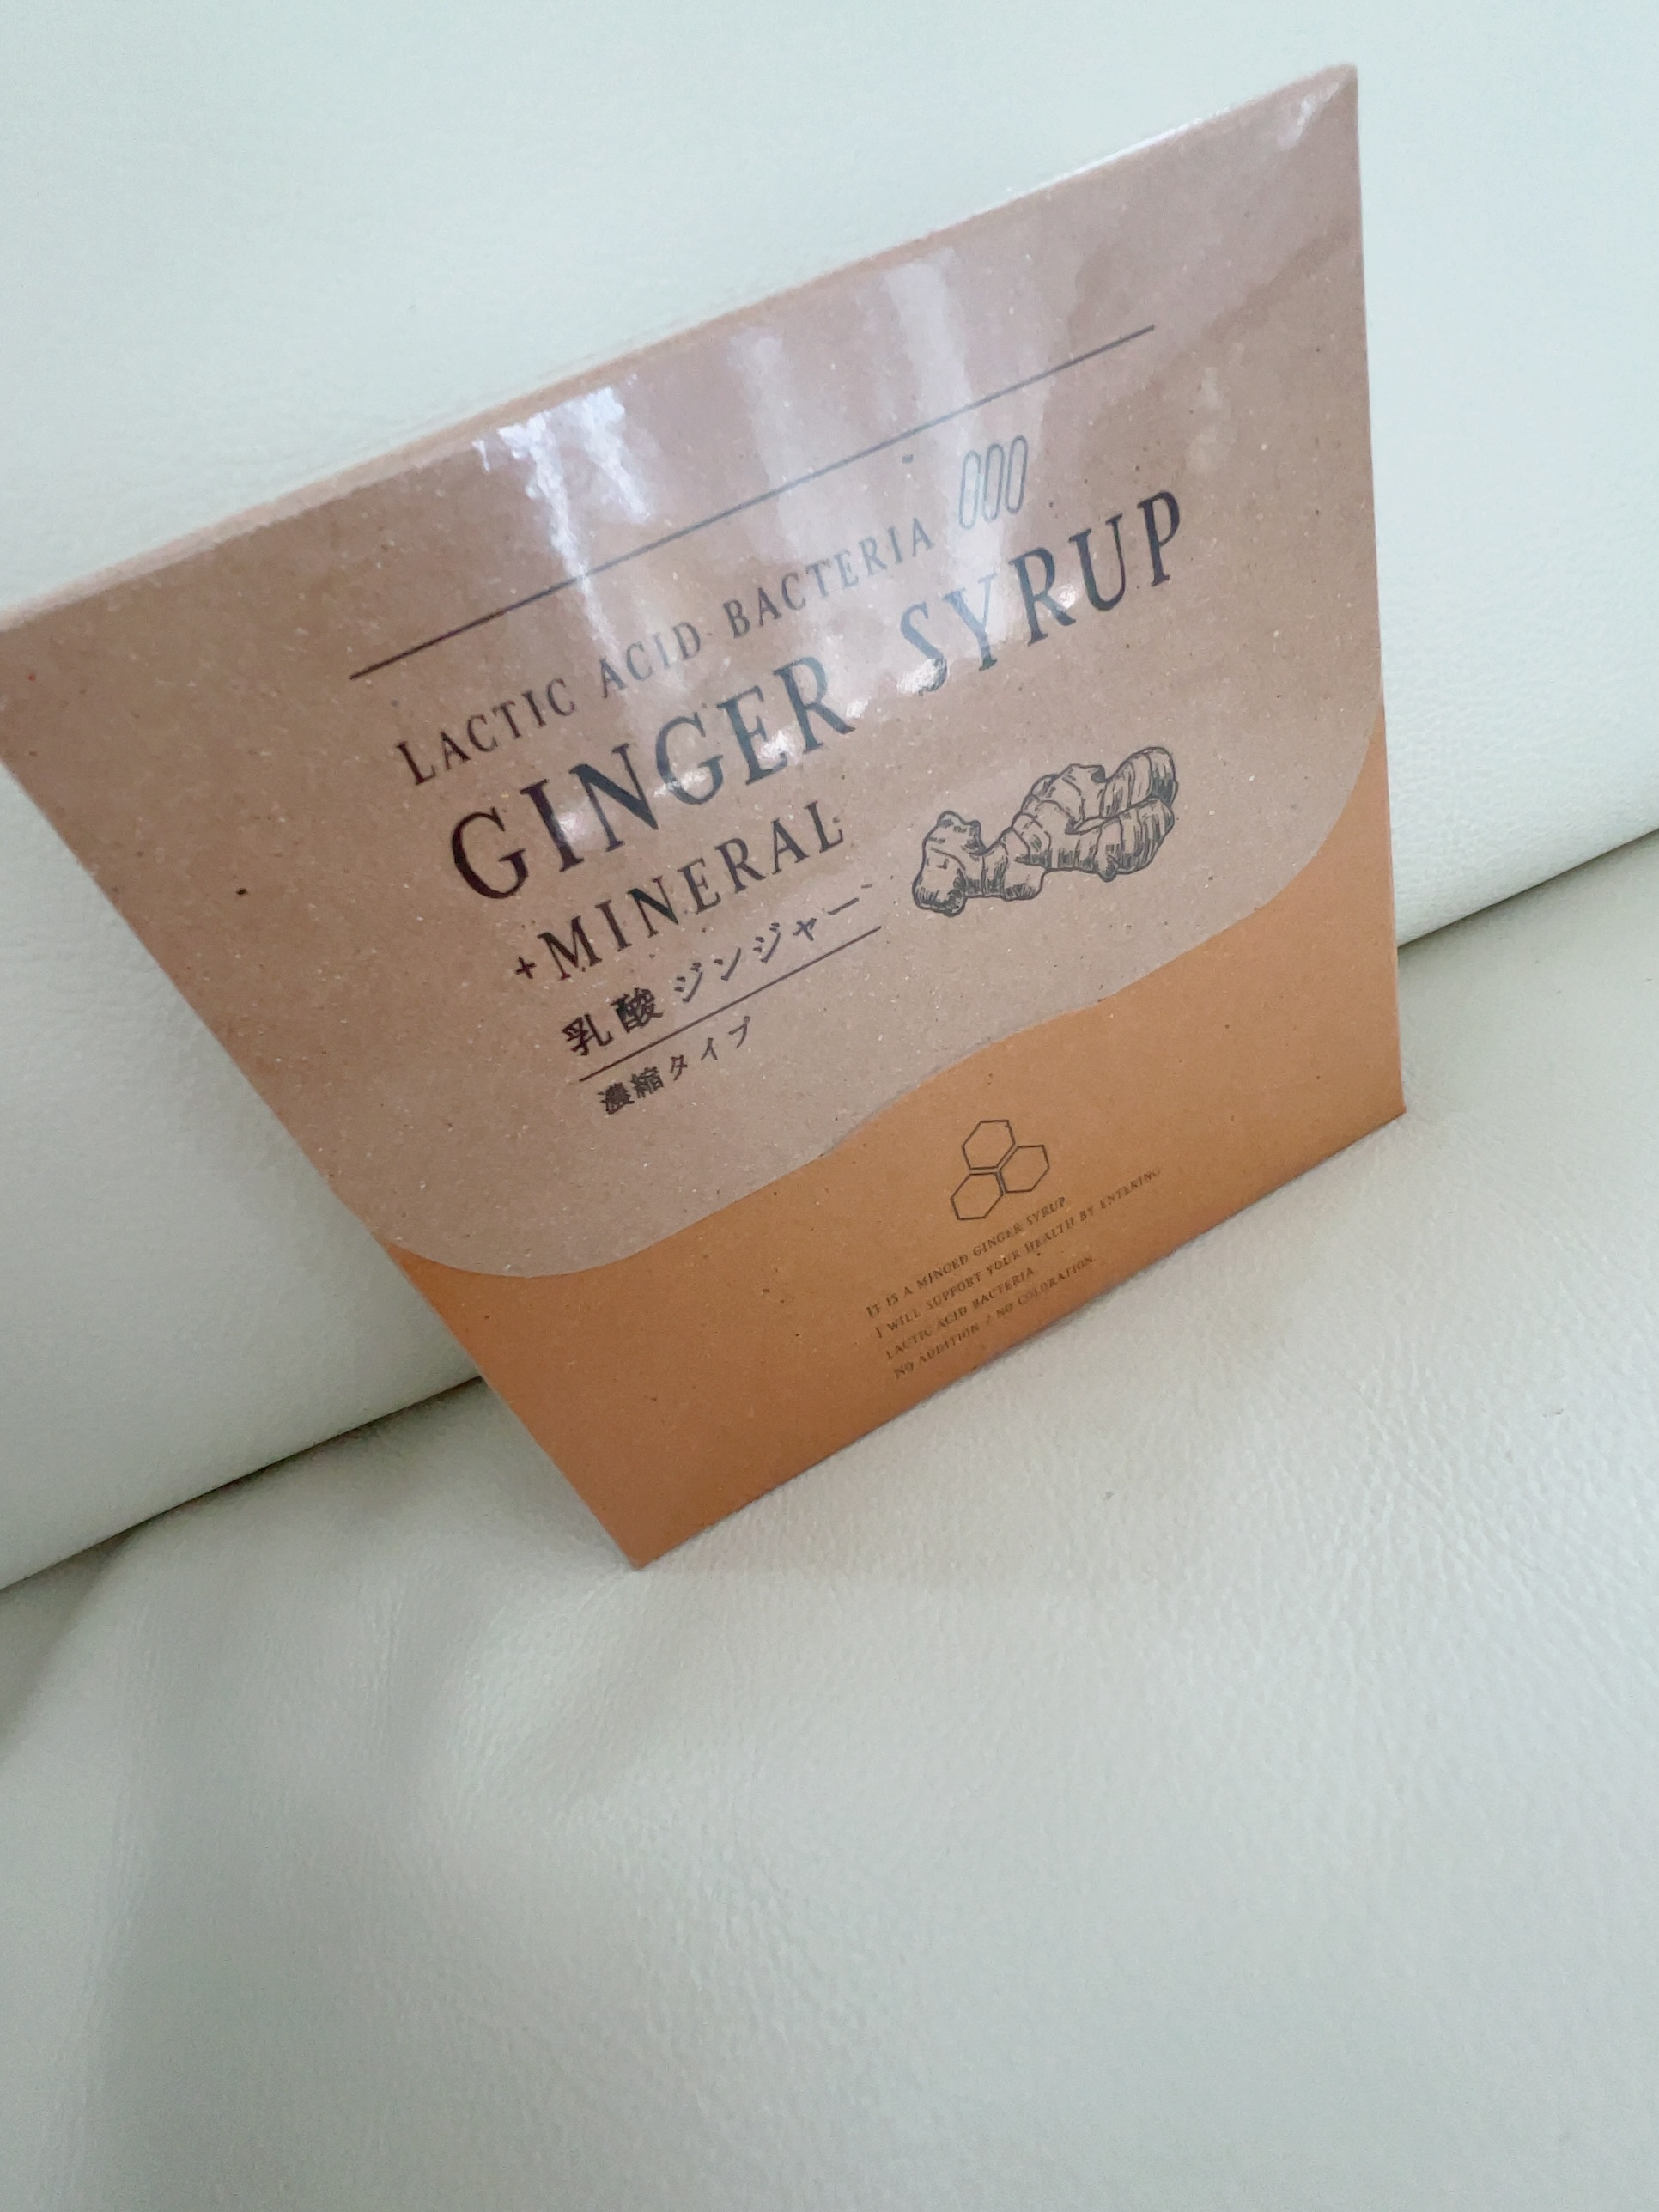 LACTIC ACID BACTERIA
GINGER SYRUP
+MINERAL
乳酸ジンジャー
濃縮タイプ
IT IS A MINCED GINGER SYRUP
I WILL SUPPORT YOUR HEALTH BY ENTERING
LACTIC ACID BACTERIA.
NO ADDITION / NO COLORATION.